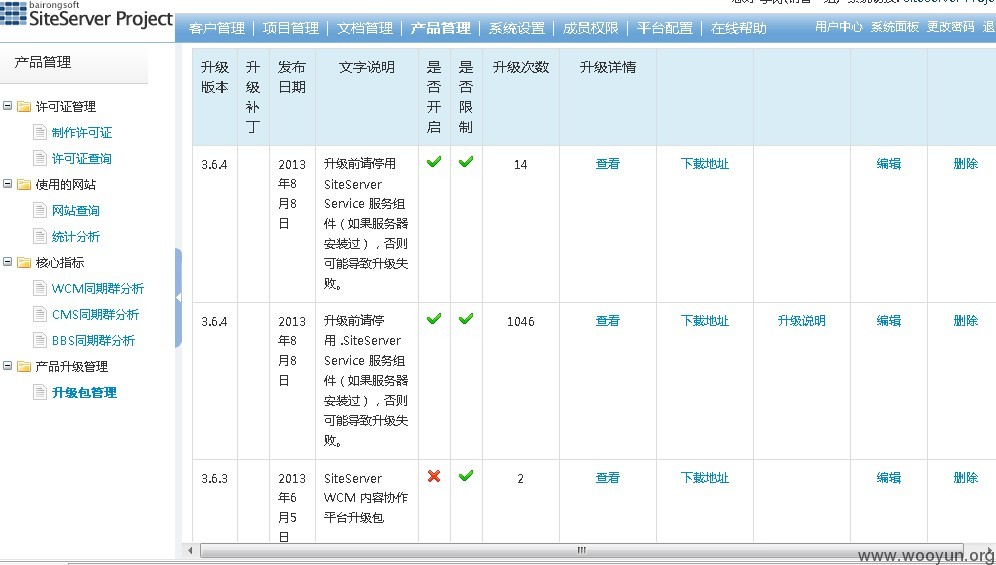 bairongsoft
SiteServer Project
客户管理 | 项目管理 | 文档管理 | 产品管理 | 系统设置 | 成员权限 | 平台配置 | 在线帮助
用户中心 系统面板 更改密码 退
产品管理
许可证管理
制作许可证
许可证查询
使用的网站
网站查询
统计分析
核心指标
WCM同期群分析
CMS同期群分析
BBS同期群分析
产品升级管理
升级包管理
升级版本 升级补丁 发布日期 文字说明 是否开启 是否限制 升级次数 升级详情
3.6.4
2013年8月8日
升级前请停用
SiteServer
Service 服务组
件（如果服务器
安装过），否则
可能导致升级失
败。
14 查看 下载地址 编辑 删除
3.6.4
2013年8月8日
升级前请停
用 .SiteServer
Service 服务组
件（如果服务器
安装过），否则
可能导致升级失
败。
1046 查看 下载地址 升级说明 编辑 删除
3.6.3
2013年6月5日
SiteServer
WCM 内容协作
平台升级包
2 查看 下载地址 编辑 删除
www.wooyun.org